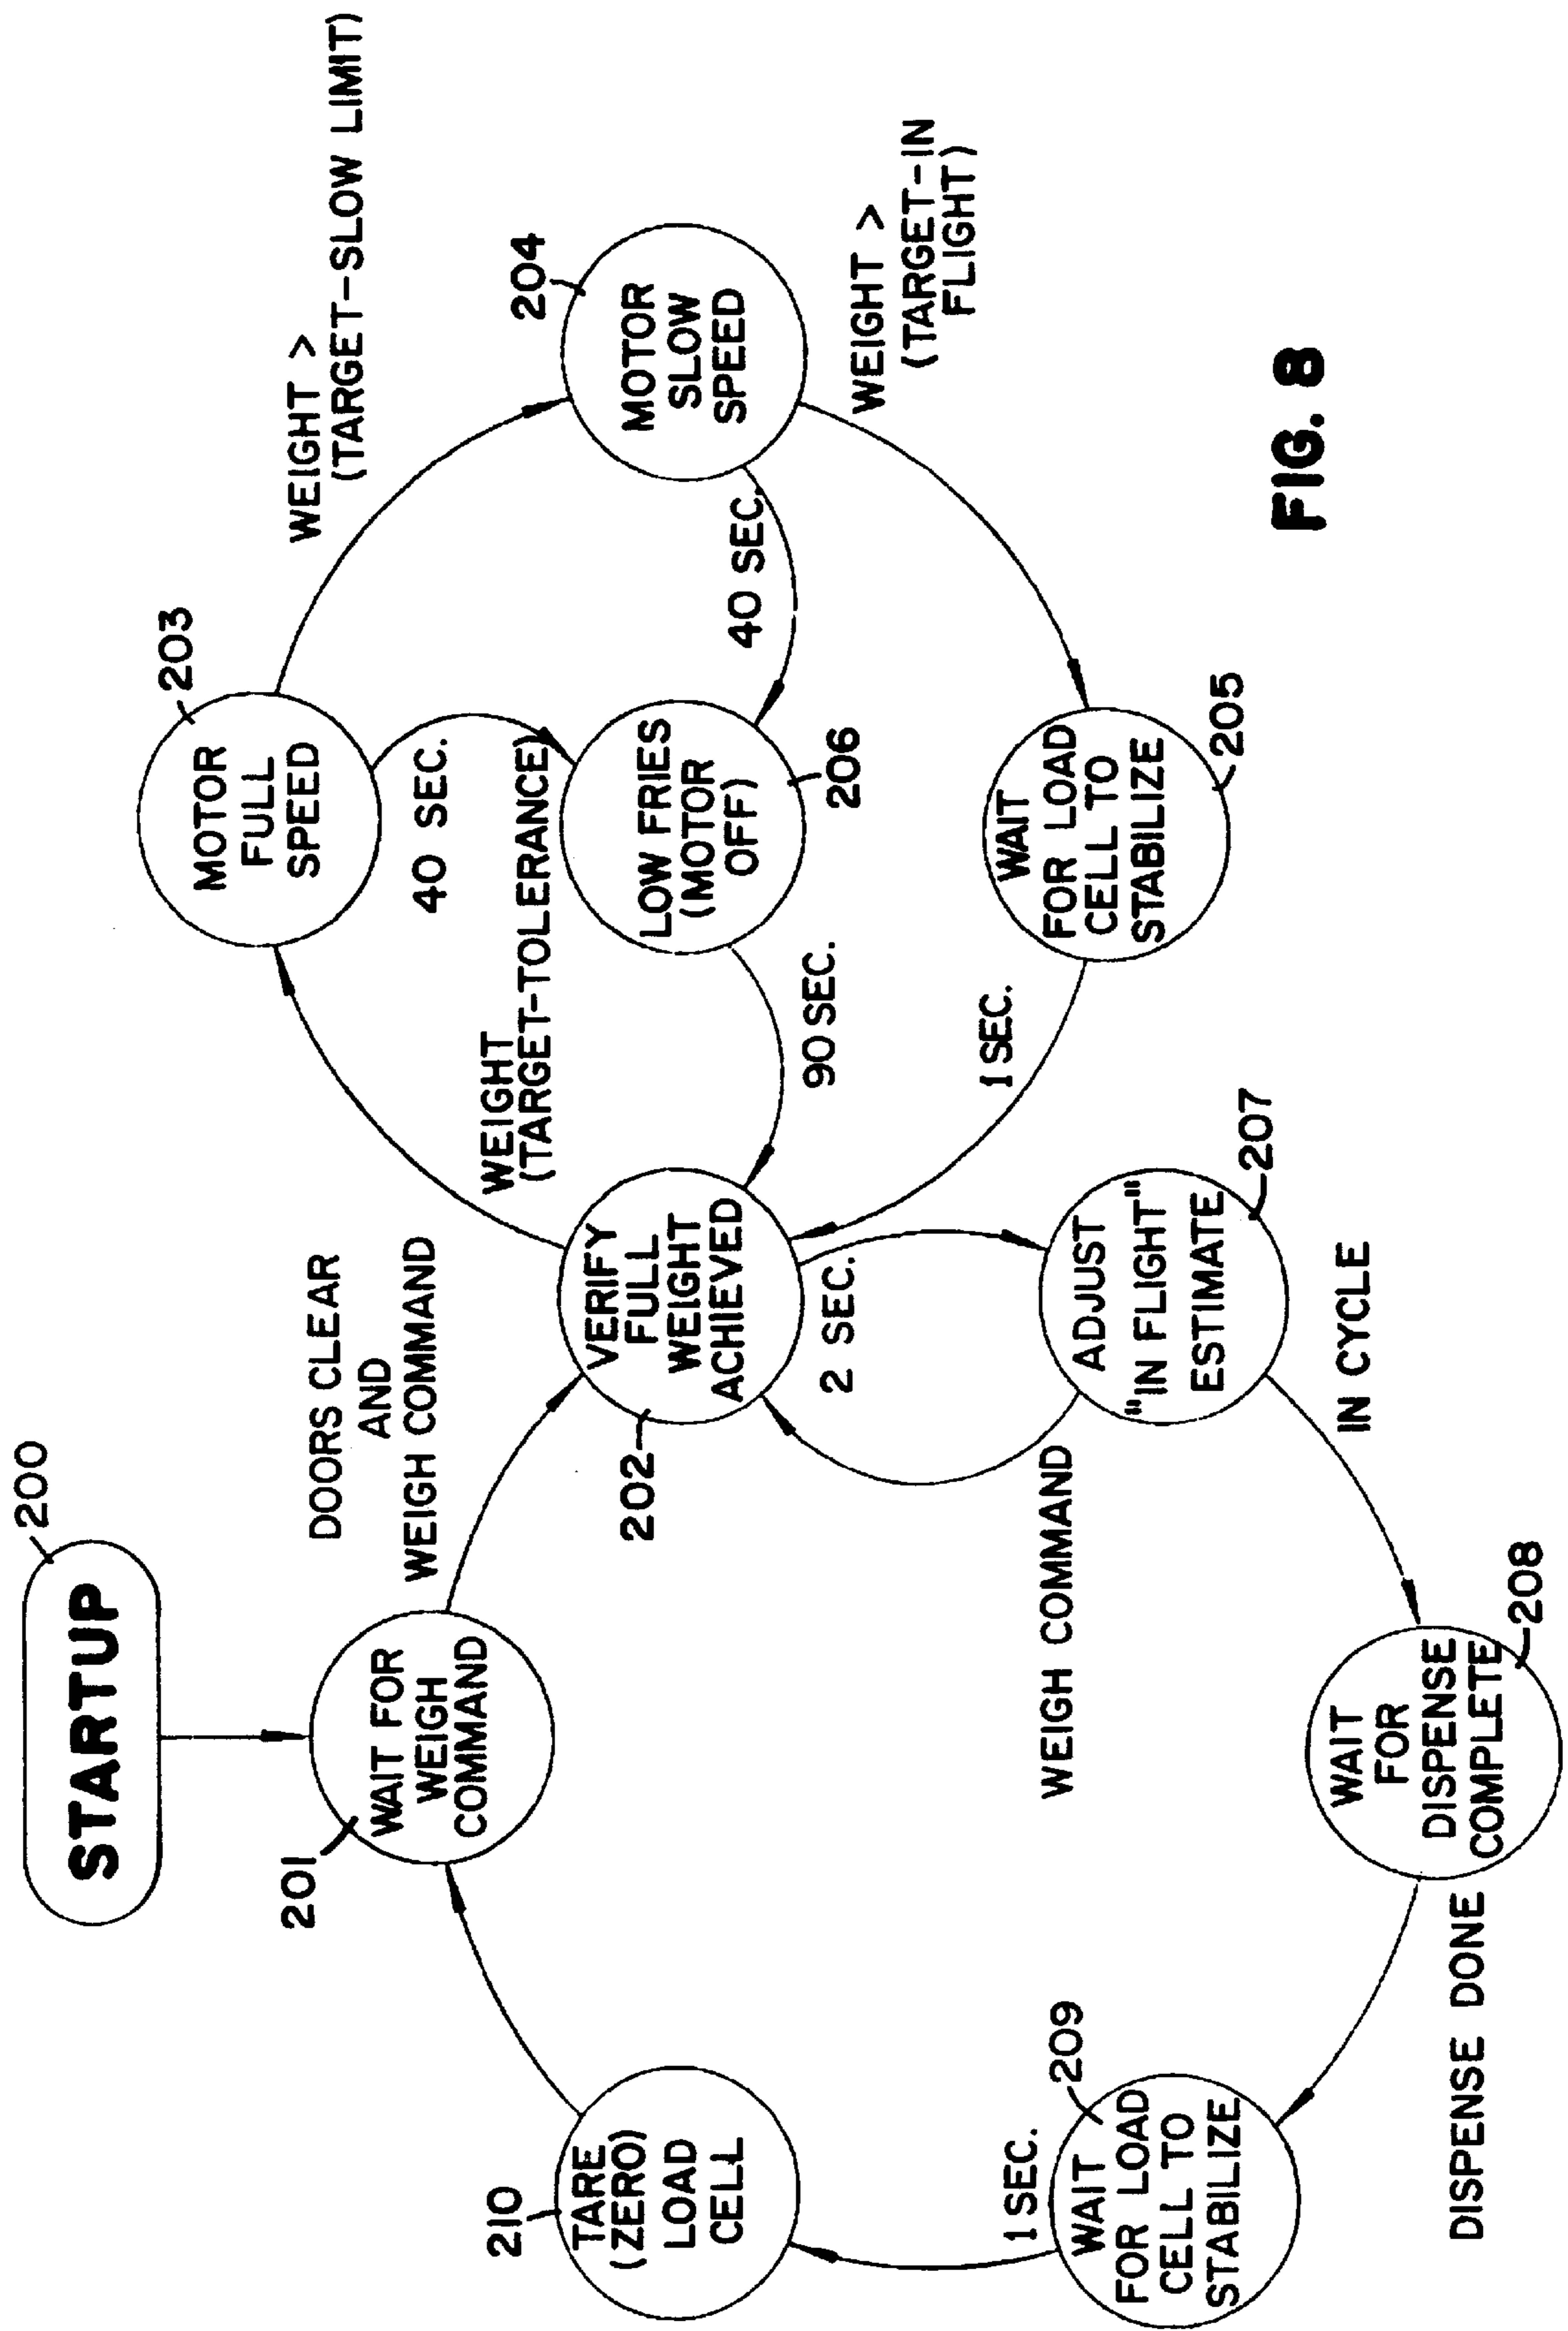 STARTUP
200
201
WAIT FOR
WEIGH
COMMAND
DOORS CLEAR
AND
WEIGH COMMAND
202
VERIFY
FULL
WEIGHT
ACHIEVED
WEIGHT
(TARGET-TOLERANCE)
MOTOR
FULL
SPEED
203
WEIGHT >
(TARGET-SLOW LIMIT)
40 SEC.
204
MOTOR
SLOW
SPEED
40 SEC.
WEIGHT >
(TARGET-IN
FLIGHT)
LOW FRIES
(MOTOR
OFF)
206
90 SEC.
WAIT
FOR LOAD
CELL TO
STABILIZE
205
1 SEC.
2 SEC.
ADJUST
"IN FLIGHT"
ESTIMATE
207
WEIGH COMMAND
IN CYCLE
WAIT
FOR
DISPENSE
COMPLETE
208
DISPENSE DONE
209
WAIT
FOR LOAD
CELL TO
STABILIZE
1 SEC.
210
TARE
(ZERO)
LOAD
CELL
FIG. 8